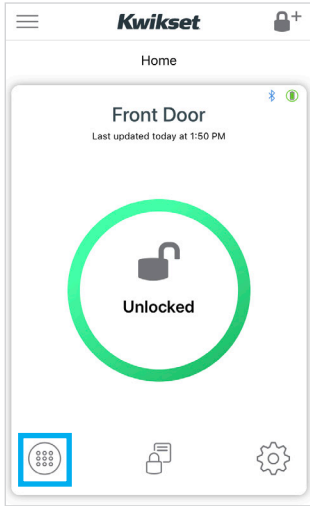 Kwikset
Home
Front Door
Last updated today at 1:50 PM
Unlocked